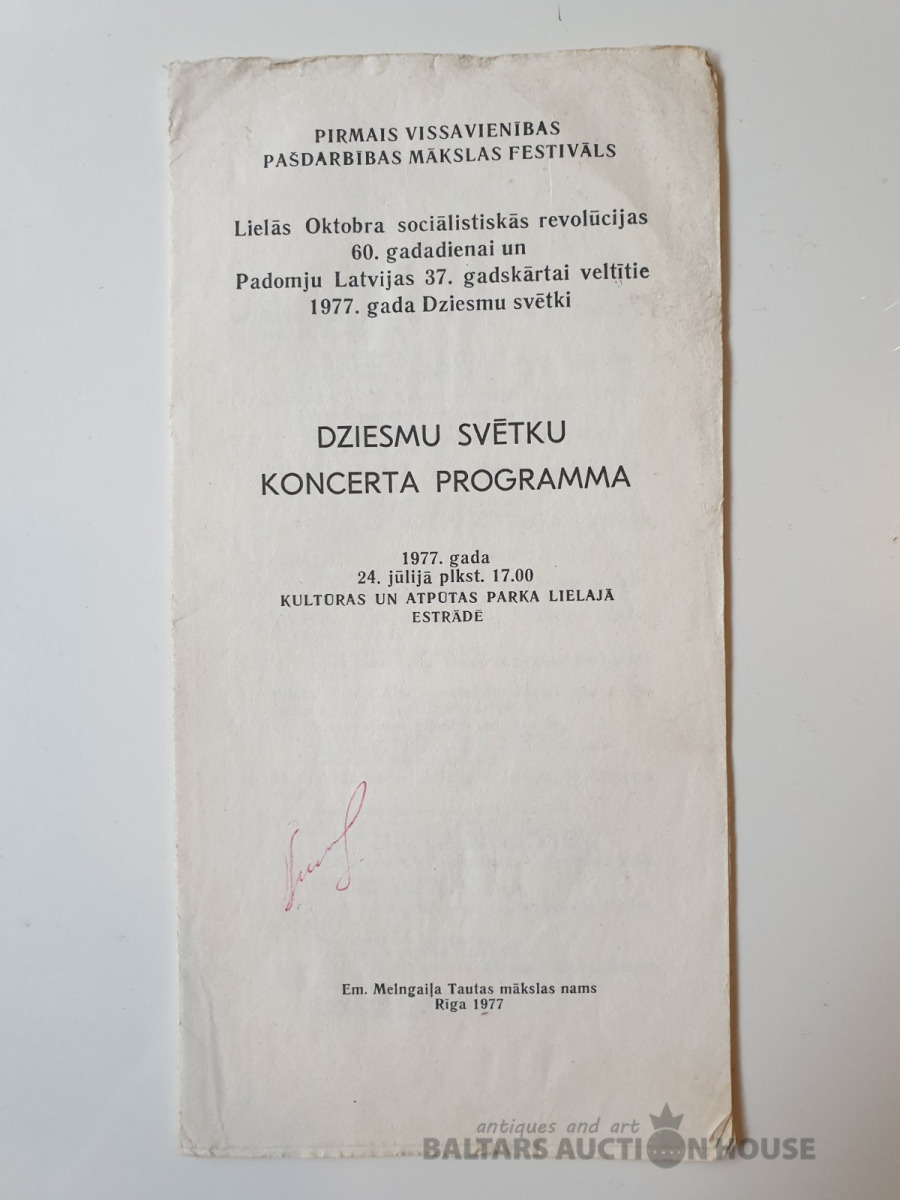 PIRMAIS VISSAVIENĪBAS
PAŠDARBĪBAS MĀKSLAS FESTIVĀLS
Lielās Oktobra sociālistiskās revolūcijas
60. gadadienai un
Padomju Latvijas 37. gadskārtai veltītie
1977. gada Dziesmu svētki
DZIESMU SVĒTKU
KONCERTA PROGRAMMA
1977. gada
24. jūlijā plkst. 17.00
KULTŪRAS UN ATPŪTAS PARKA LIELAJĀ
ESTRĀDĒ
Em. Melngaiļa Tautas mākslas nams
Rīga 1977
antiques and art
BALTARS AUCTION HOUSE